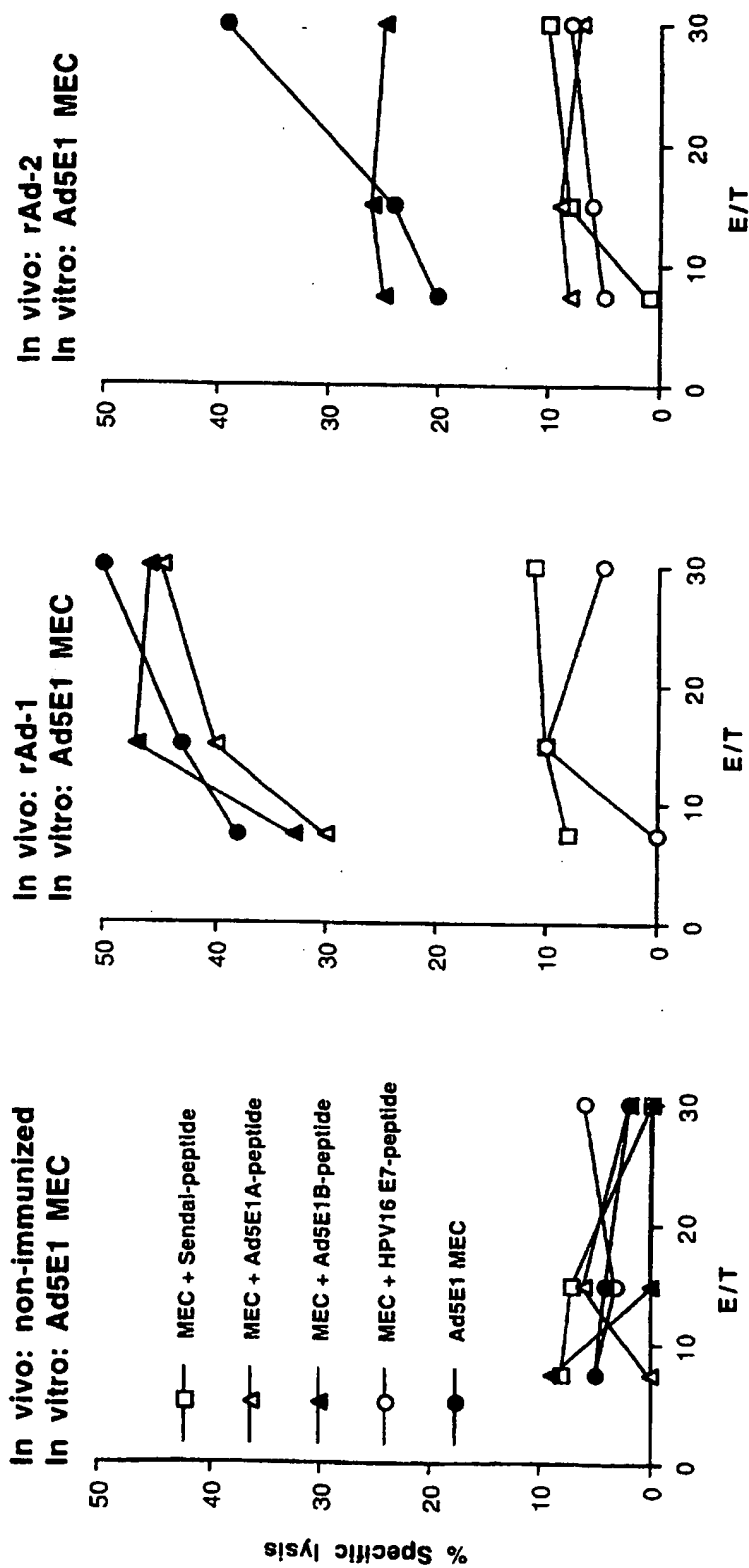 In vivo: non-immunized
In vitro: Ad5E1 MEC
50
40
30
20
10
0
% Specific lysis
MEC + Sendai-peptide
MEC + Ad5E1A-peptide
MEC + Ad5E1B-peptide
MEC + HPV16 E7-peptide
Ad5E1 MEC
0
10
20
30
E/T
In vivo: rAd-1
In vitro: Ad5E1 MEC
50
40
30
20
10
0
0
10
20
30
E/T
In vivo: rAd-2
In vitro: Ad5E1 MEC
50
40
30
20
10
0
0
10
20
30
E/T